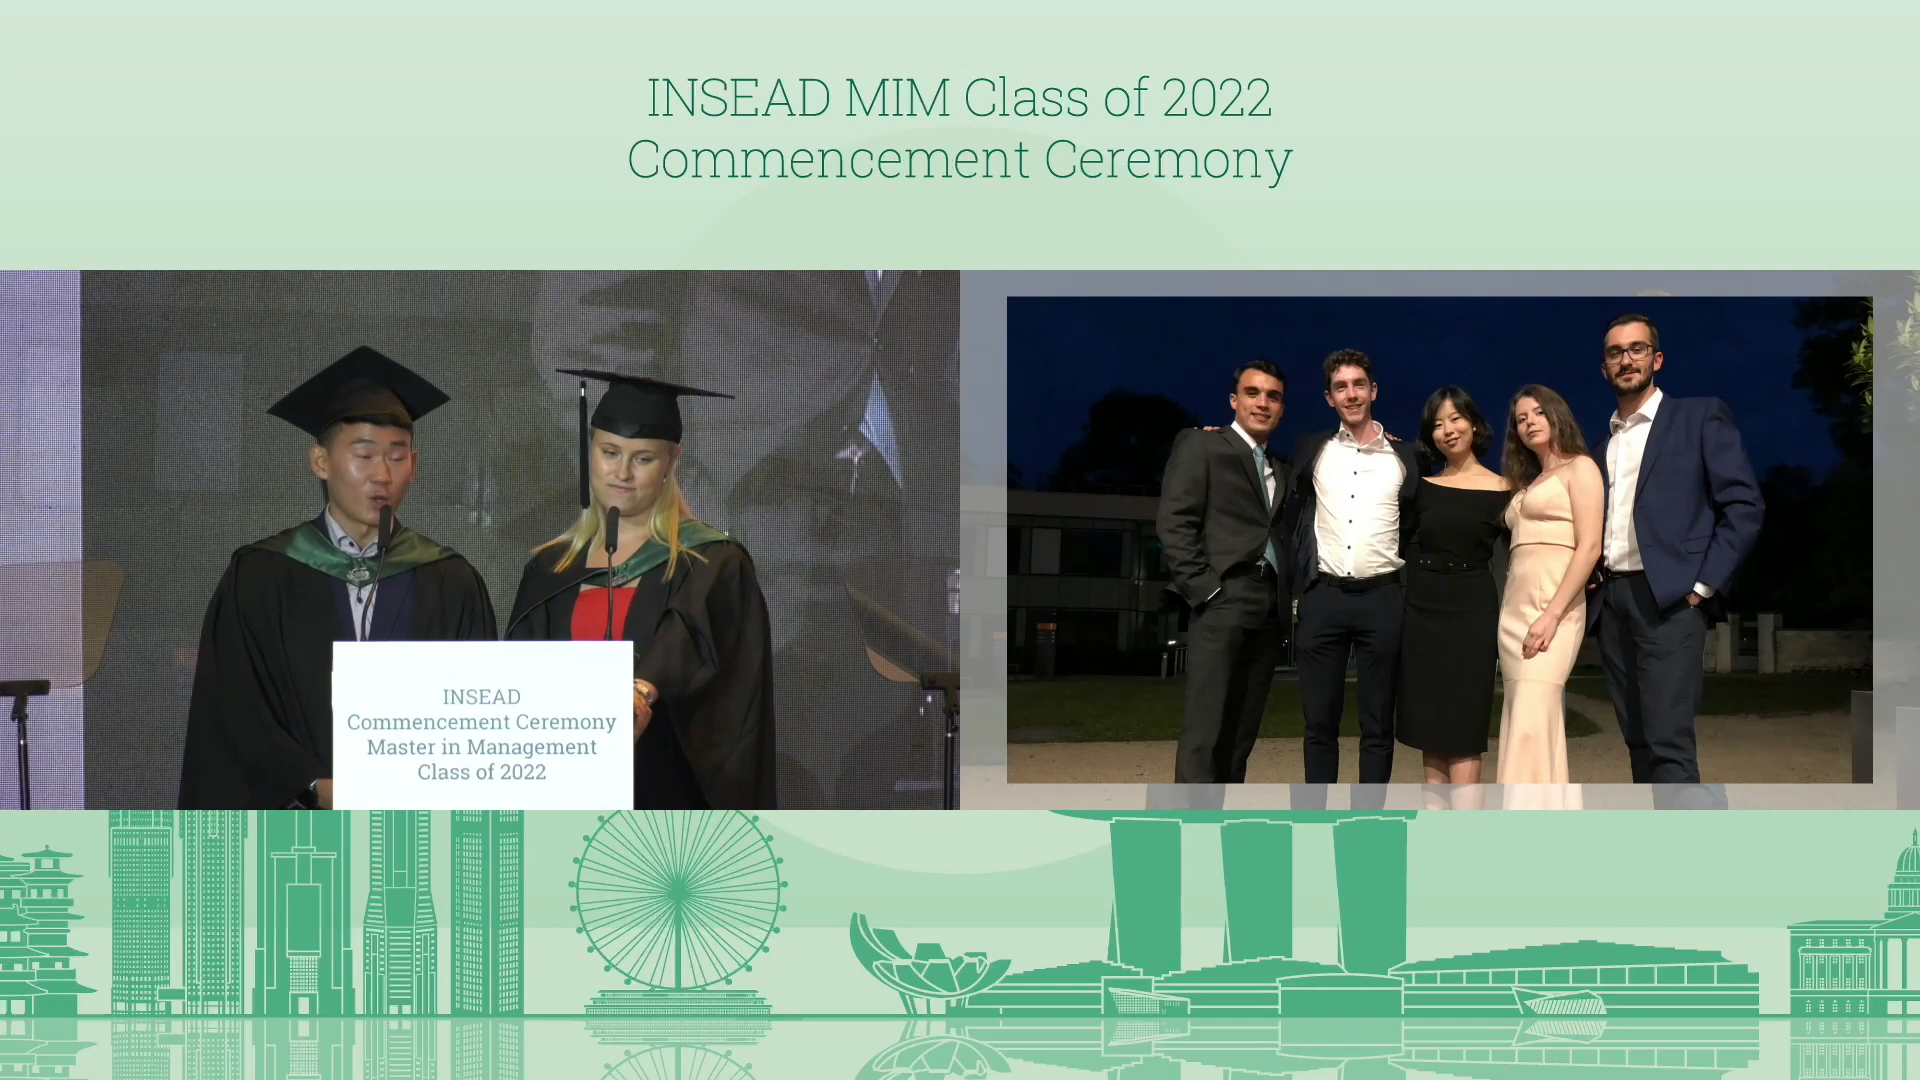 INSEAD MIM Class of 2022
Commencement Ceremony
INSEAD
Commencement Ceremony
Master in Management
Class of 2022